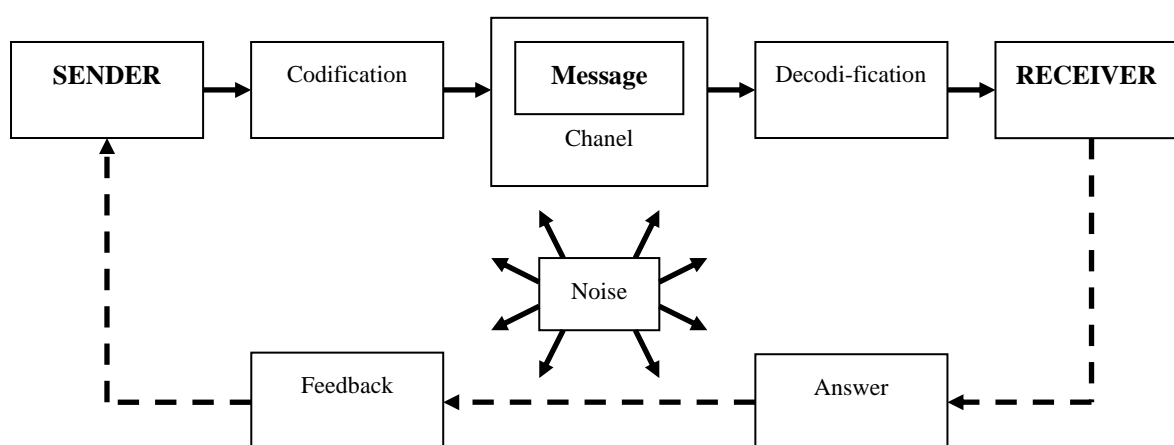 SENDER
Codification
Message
Chanel
Decodi-fication
RECEIVER
Noise
Feedback
Answer